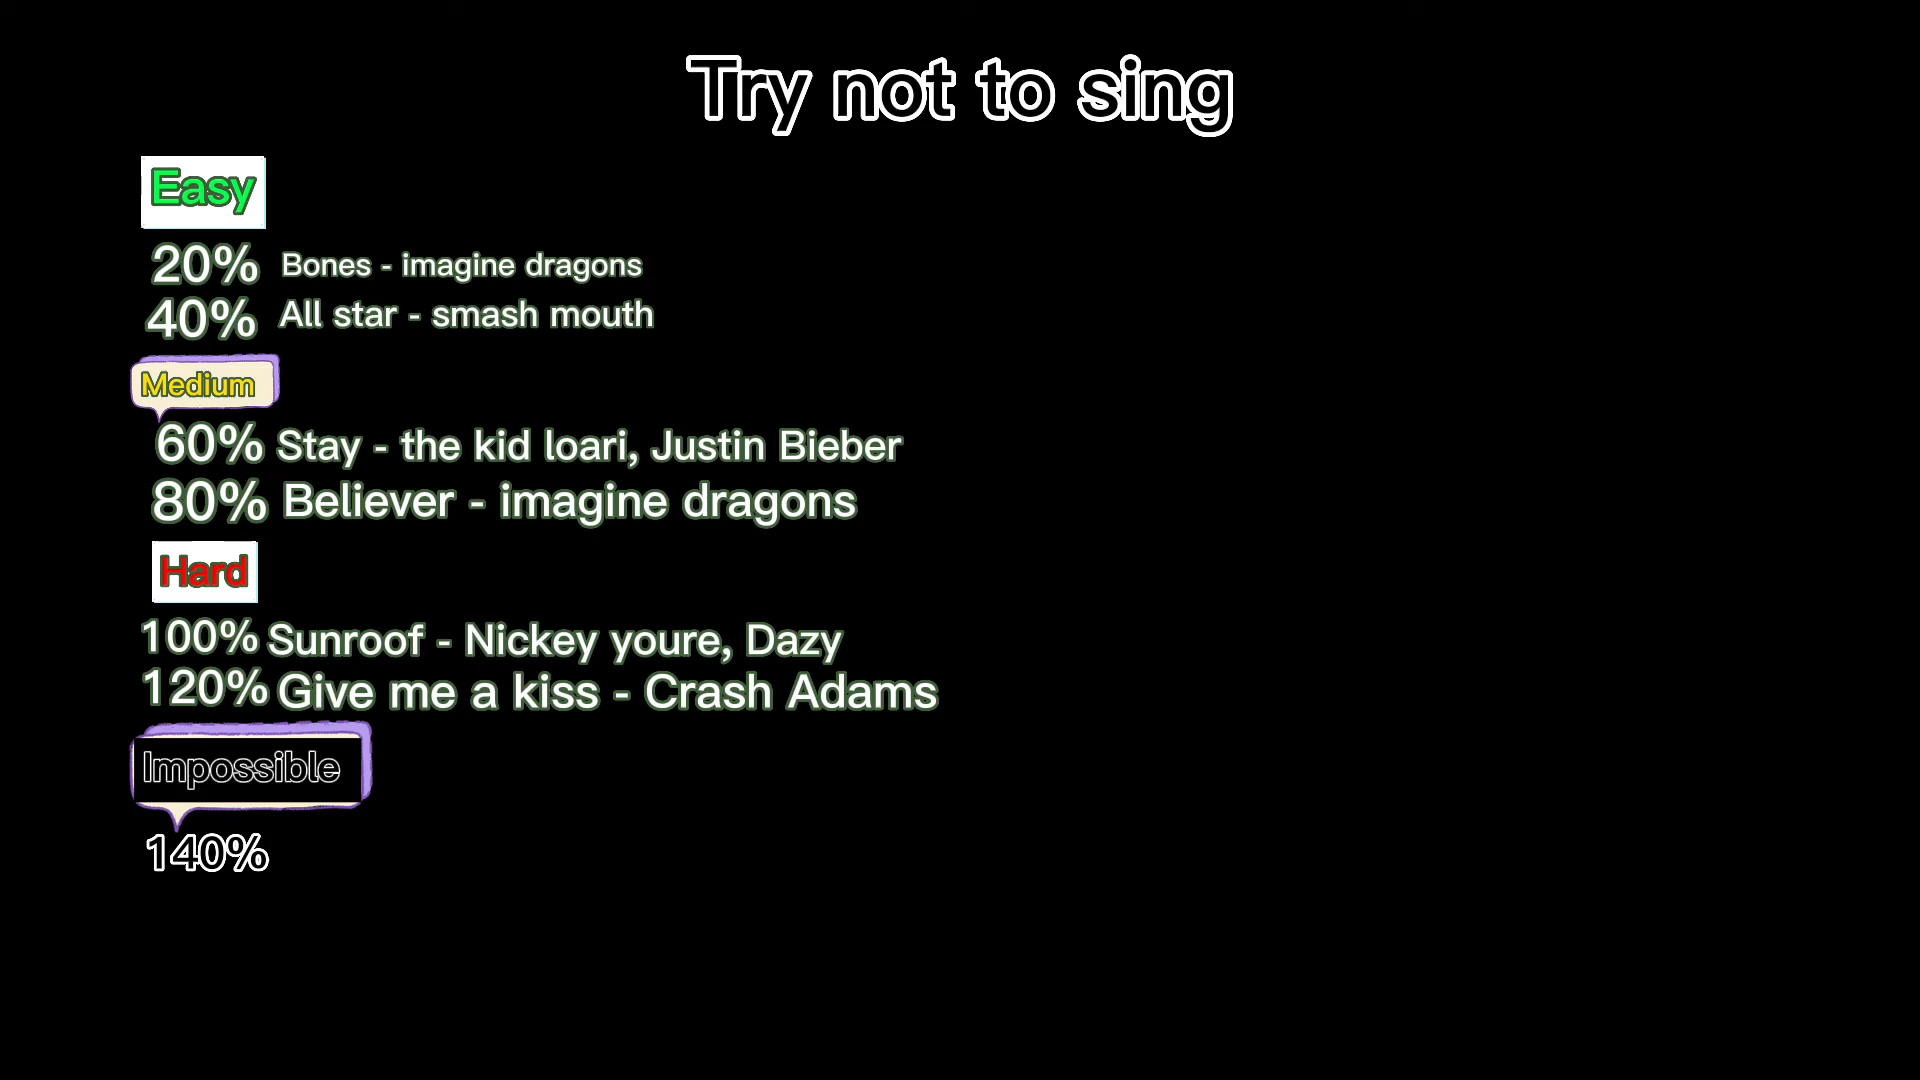 Try not to sing
Easy
20% Bones - imagine dragons
40% All star - smash mouth
Medium
60% Stay - the kid loari, Justin Bieber
80% Believer - imagine dragons
Hard
100% Sunroof - Nickey youre, Dazy
120% Give me a kiss - Crash Adams
Impossible
140%